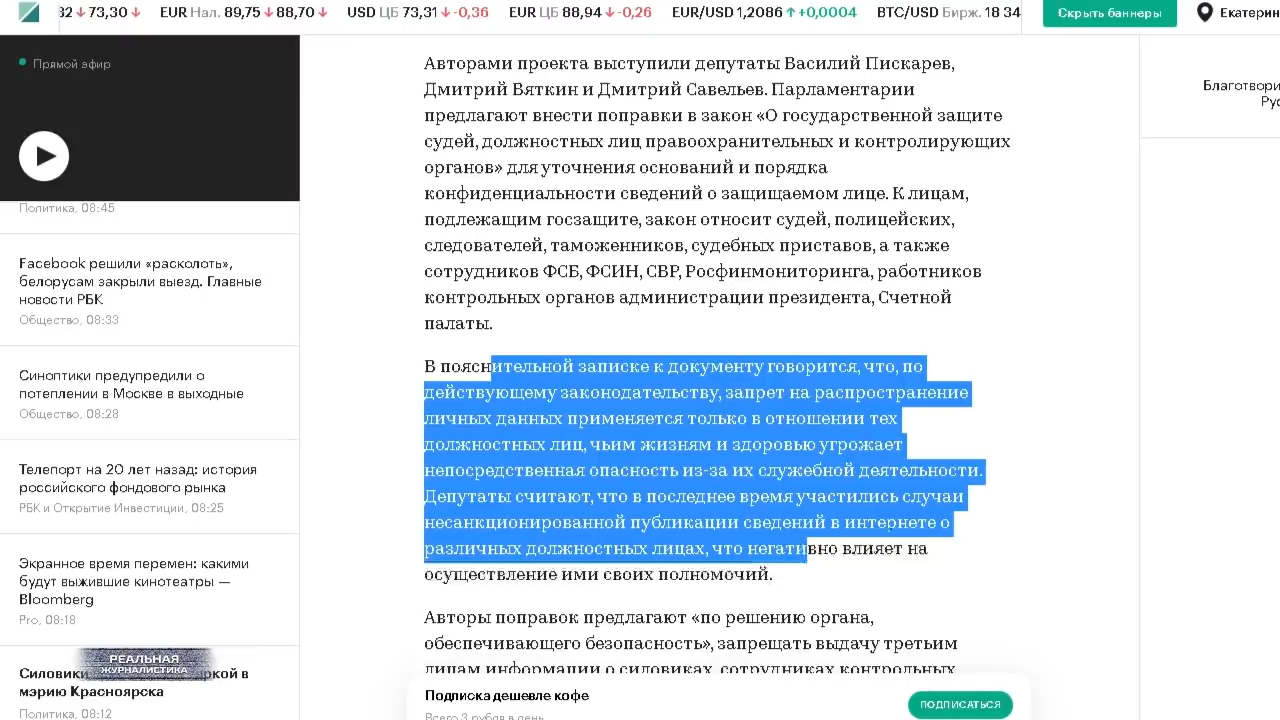 32 ↓ 73,30 ↓ EUR Нал. 89,75 ↓ 88,70 ↓ USD ЦБ 73,31 ↓ -0,36 EUR ЦБ 88,94 ↓ -0,26 EUR/USD 1,2086 ↑ +0,0004 BTC/USD Бирж. 18 34
Скрыть баннеры
Екатерин
Прямой эфир
Политика, 08:45
Facebook решили «расколоть»,
белорусам закрыли выезд. Главные
новости РБК
Общество, 08:33
Синоптики предупредили о
потеплении в Москве в выходные
Общество, 08:28
Телепорт на 20 лет назад: история
российского фондового рынка
РБК и Открытие Инвестиции, 08:25
Экранное время перемен: какими
будут выжившие кинотеатры —
Bloomberg
Pro, 08:18
Силовики ркой в
мэрию Красноярска
Политика, 08:12
РЕАЛЬНАЯ
ЖУРНАЛИСТИКА
Авторами проекта выступили депутаты Василий Пискарев,
Дмитрий Вяткин и Дмитрий Савельев. Парламентарии
предлагают внести поправки в закон «О государственной защите
судей, должностных лиц правоохранительных и контролирующих
органов» для уточнения оснований и порядка
конфиденциальности сведений о защищаемом лице. К лицам,
подлежащим госзащите, закон относит судей, полицейских,
следователей, таможенников, судебных приставов, а также
сотрудников ФСБ, ФСИН, СВР, Росфинмониторинга, работников
контрольных органов администрации президента, Счетной
палаты.
В пояснительной записке к документу говорится, что, по
действующему законодательству, запрет на распространение
личных данных применяется только в отношении тех
должностных лиц, чьим жизням и здоровью угрожает
непосредственная опасность из-за их служебной деятельности.
Депутаты считают, что в последнее время участились случаи
несанкционированной публикации сведений в интернете о
различных должностных лицах, что негативно влияет на
осуществление ими своих полномочий.
Авторы поправок предлагают «по решению органа,
обеспечивающего безопасность», запрещать выдачу третьим
лицам информации о силовиках, сотрудниках контрольных
Подписка дешевле кофе
Всего 3 рубля в день
ПОДПИСАТЬСЯ
Благотвори
Рус